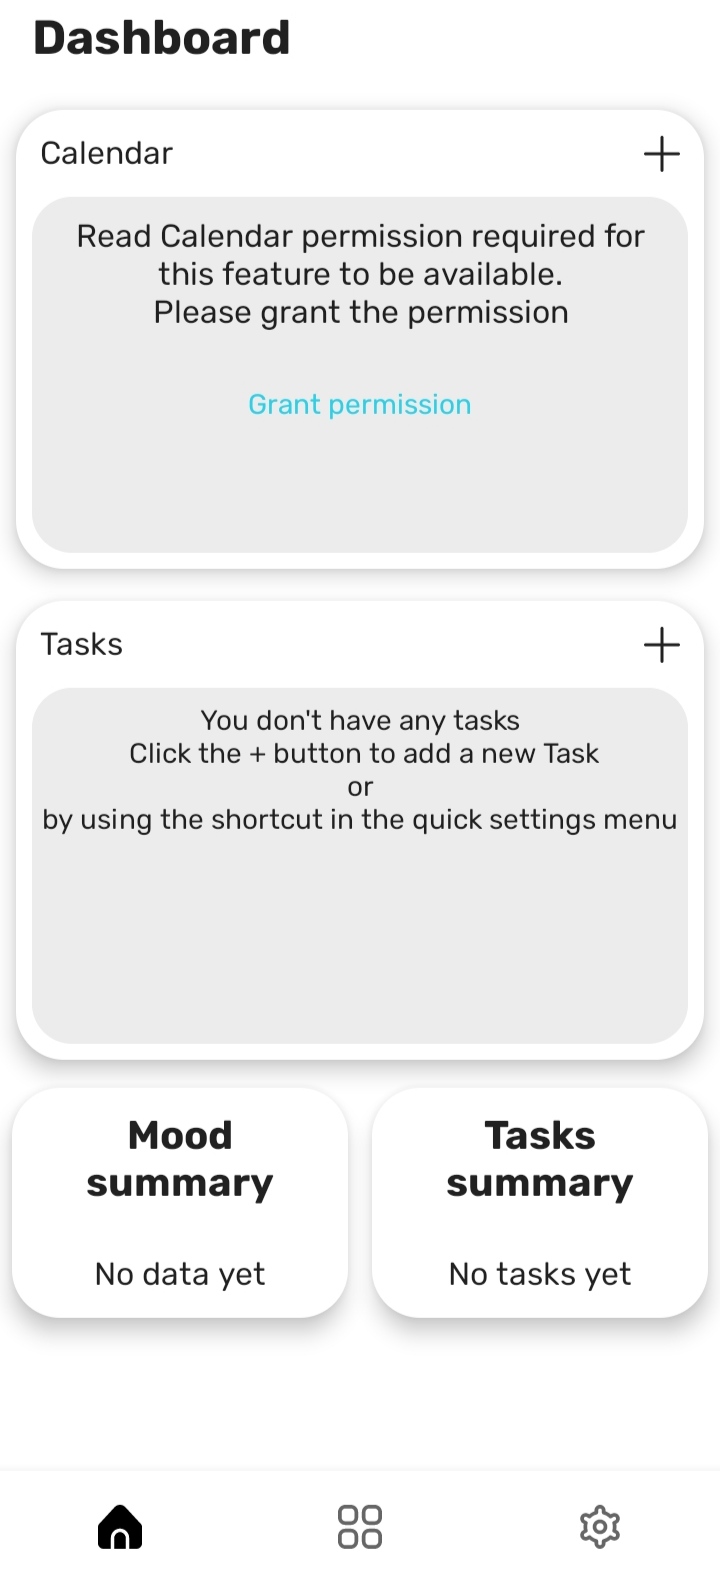 Dashboard
Calendar
Read Calendar permission required for
this feature to be available.
Please grant the permission
Grant permission
Tasks
You don't have any tasks
Click the + button to add a new Task
or
by using the shortcut in the quick settings menu
Mood
summary
No data yet
Tasks
summary
No tasks yet